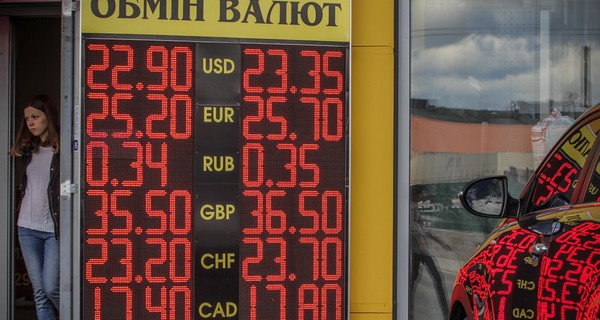 ОБМІН ВАЛЮТ
22.90 USD 23.35
25.20 EUR 25.70
0.34 RUB 0.35
35.50 GBP 36.50
23.20 CHF 23.70
17.40 CAD 17.80